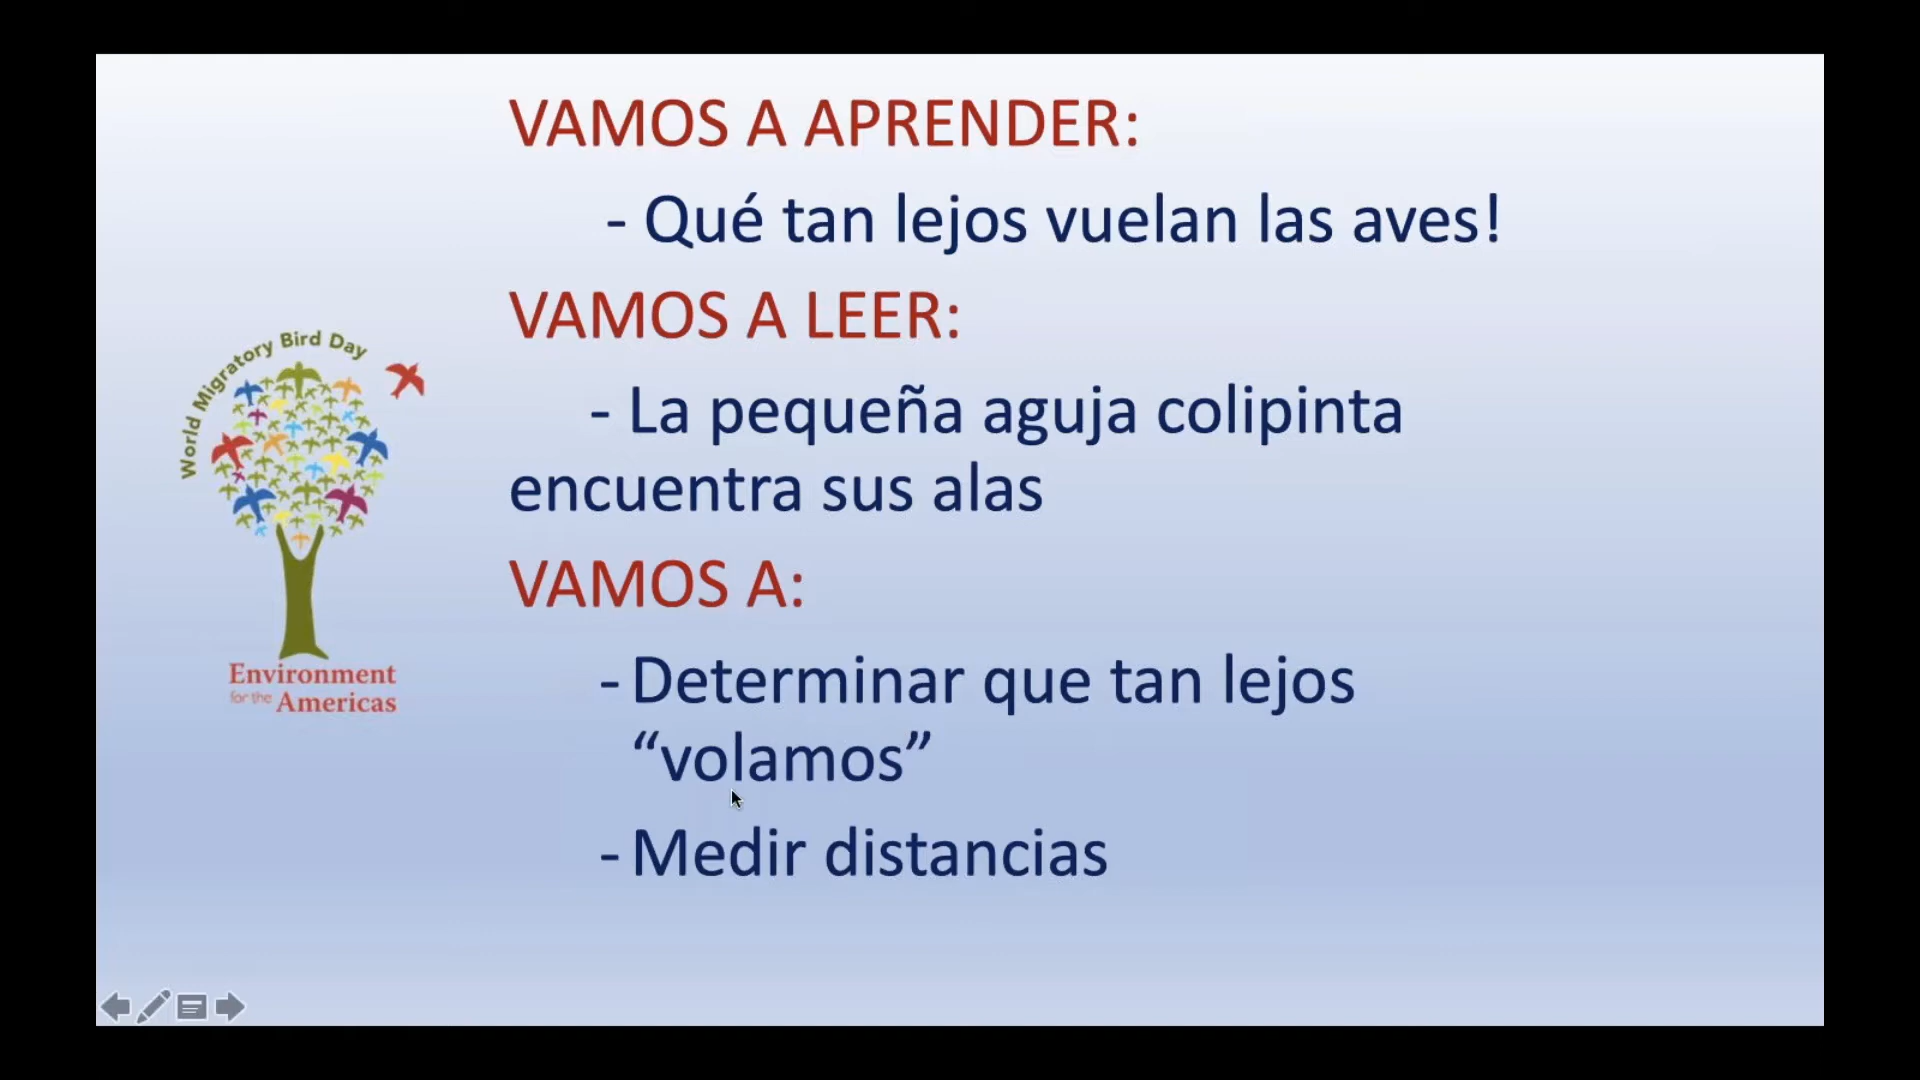 VAMOS A APRENDER:
- Qué tan lejos vuelan las aves!
VAMOS A LEER:
- La pequeña aguja colipinta
encuentra sus alas
VAMOS A:
- Determinar que tan lejos
“volamos”
- Medir distancias
World Migratory Bird Day
Environment
for the Americas